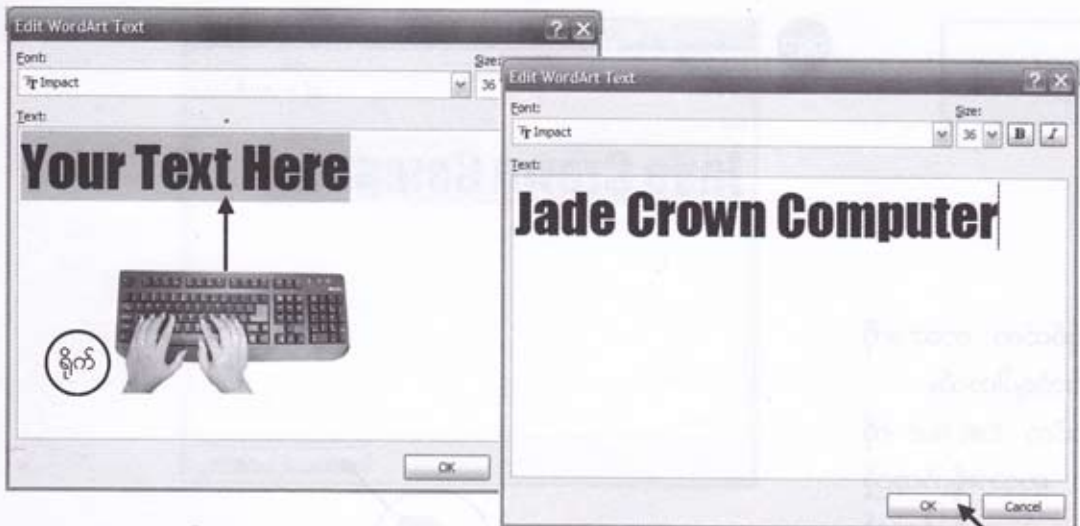 Edit WordArt Text
Font:
Size:
Impact
36
Text:
Your Text Here
ရိုက်
OK
Edit WordArt Text
Font:
Size:
Impact
36
B
I
Text:
Jade Crown Computer
OK
Cancel